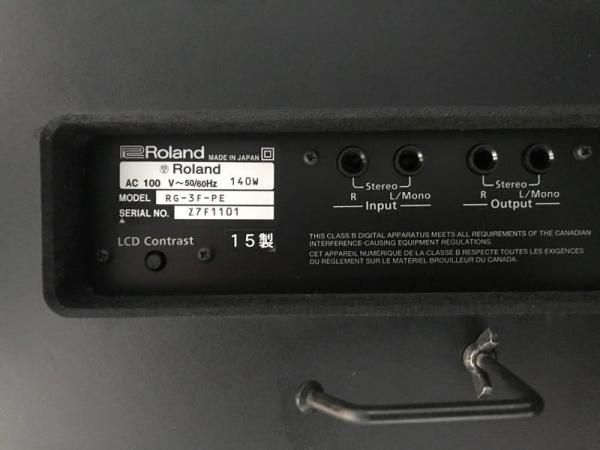 Roland MADE IN JAPAN
Roland
AC 100 V~50/60Hz 140W
MODEL RG-3F-PE
SERIAL NO. Z7F1101
LCD Contrast
15製
Stereo
R L/Mono
Input
Stereo
R L/Mono
Output
THIS CLASS B DIGITAL APPARATUS MEETS ALL REQUIREMENTS OF THE CANADIAN
INTERFERENCE-CAUSING EQUIPMENT REGULATIONS.
CET APPAREIL NUMÉRIQUE DE LA CLASSE B RESPECTE TOUTES LES EXIGENCES
DU RÈGLEMENT SUR LE MATÉRIEL BROUILLEUR DU CANADA.